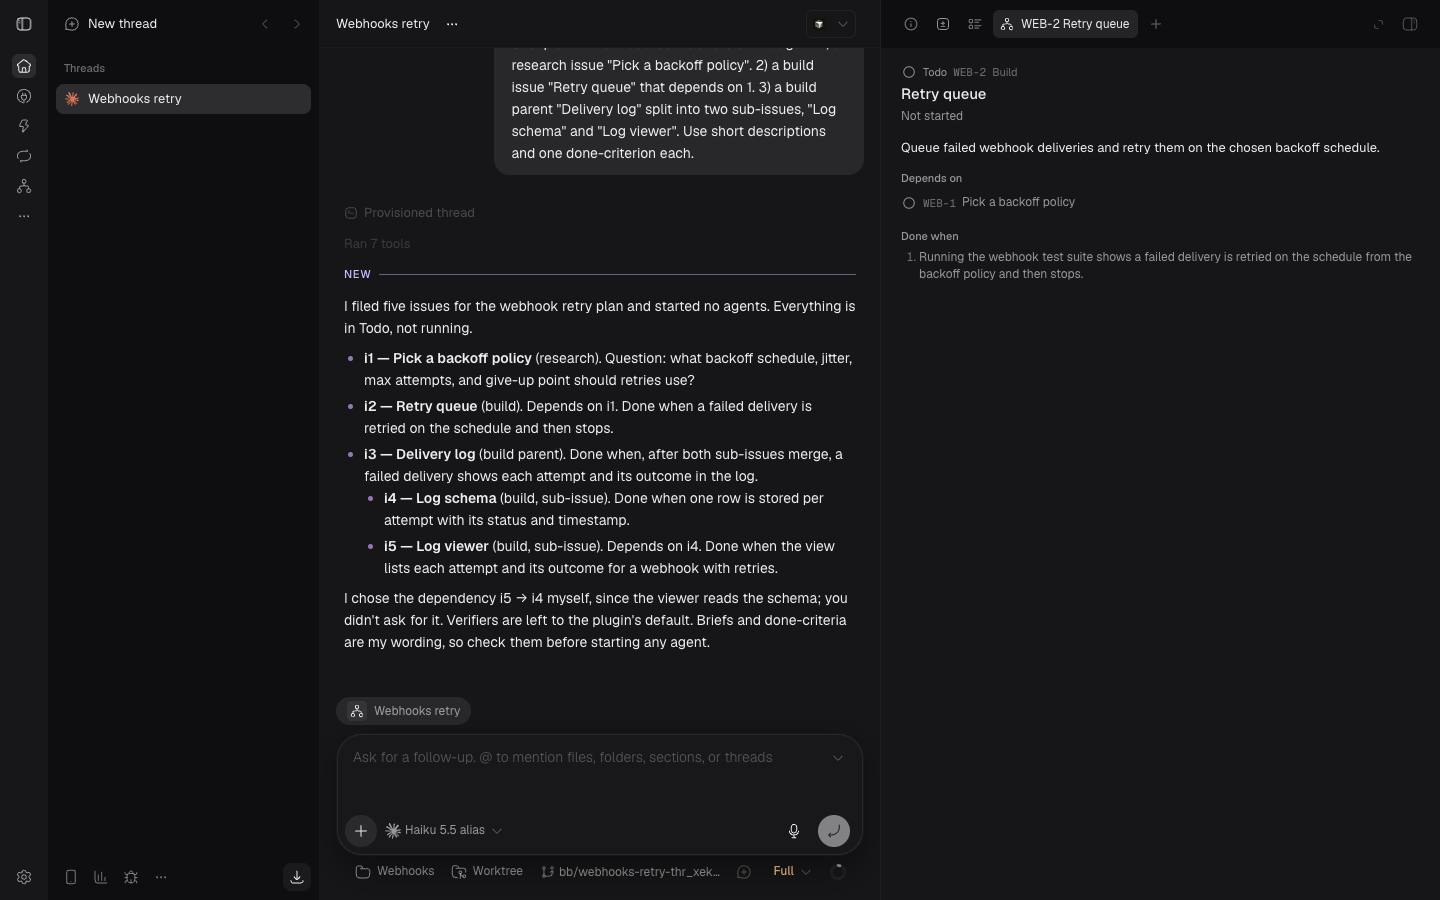 New thread
Threads
Webhooks retry
Webhooks retry
research issue "Pick a backoff policy". 2) a build
issue "Retry queue" that depends on 1. 3) a build
parent "Delivery log" split into two sub-issues, "Log
schema" and "Log viewer". Use short descriptions
and one done-criterion each.
Provisioned thread
Ran 7 tools
NEW
I filed five issues for the webhook retry plan and started no agents. Everything is
in Todo, not running.
i1 — Pick a backoff policy (research). Question: what backoff schedule, jitter,
max attempts, and give-up point should retries use?
i2 — Retry queue (build). Depends on i1. Done when a failed delivery is
retried on the schedule and then stops.
i3 — Delivery log (build parent). Done when, after both sub-issues merge, a
failed delivery shows each attempt and its outcome in the log.
i4 — Log schema (build, sub-issue). Done when one row is stored per
attempt with its status and timestamp.
i5 — Log viewer (build, sub-issue). Depends on i4. Done when the view
lists each attempt and its outcome for a webhook with retries.
I chose the dependency i5 → i4 myself, since the viewer reads the schema; you
didn't ask for it. Verifiers are left to the plugin's default. Briefs and done-criteria
are my wording, so check them before starting any agent.
Webhooks retry
Ask for a follow-up. @ to mention files, folders, sections, or threads
Haiku 5.5 alias
Webhooks Worktree bb/webhooks-retry-thr_xek... Full
WEB-2 Retry queue
Todo WEB-2 Build
Retry queue
Not started
Queue failed webhook deliveries and retry them on the chosen backoff schedule.
Depends on
WEB-1 Pick a backoff policy
Done when
1. Running the webhook test suite shows a failed delivery is retried on the schedule from the
backoff policy and then stops.